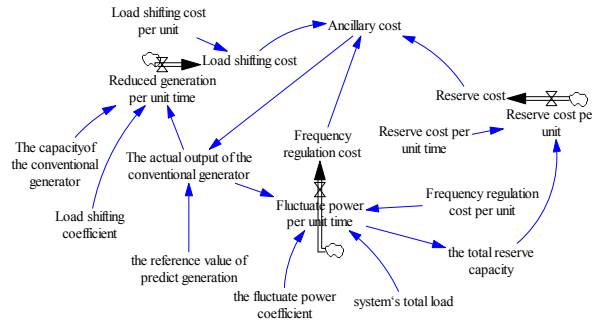 Load shifting cost
per unit
Ancillary cost
Load shifting cost
Reduced generation
per unit time
Reserve cost
Reserve cost per
unit
Reserve cost per
unit time
Frequency
regulation cost
The capacityof
the conventional
generator
The actual output of the
conventional generator
Load shifting
coefficient
Fluctuate power
per unit time
Frequency regulation
cost per unit
the reference value of
predict generation
the total reserve
capacity
the fluctuate power
coefficient
system‘s total load